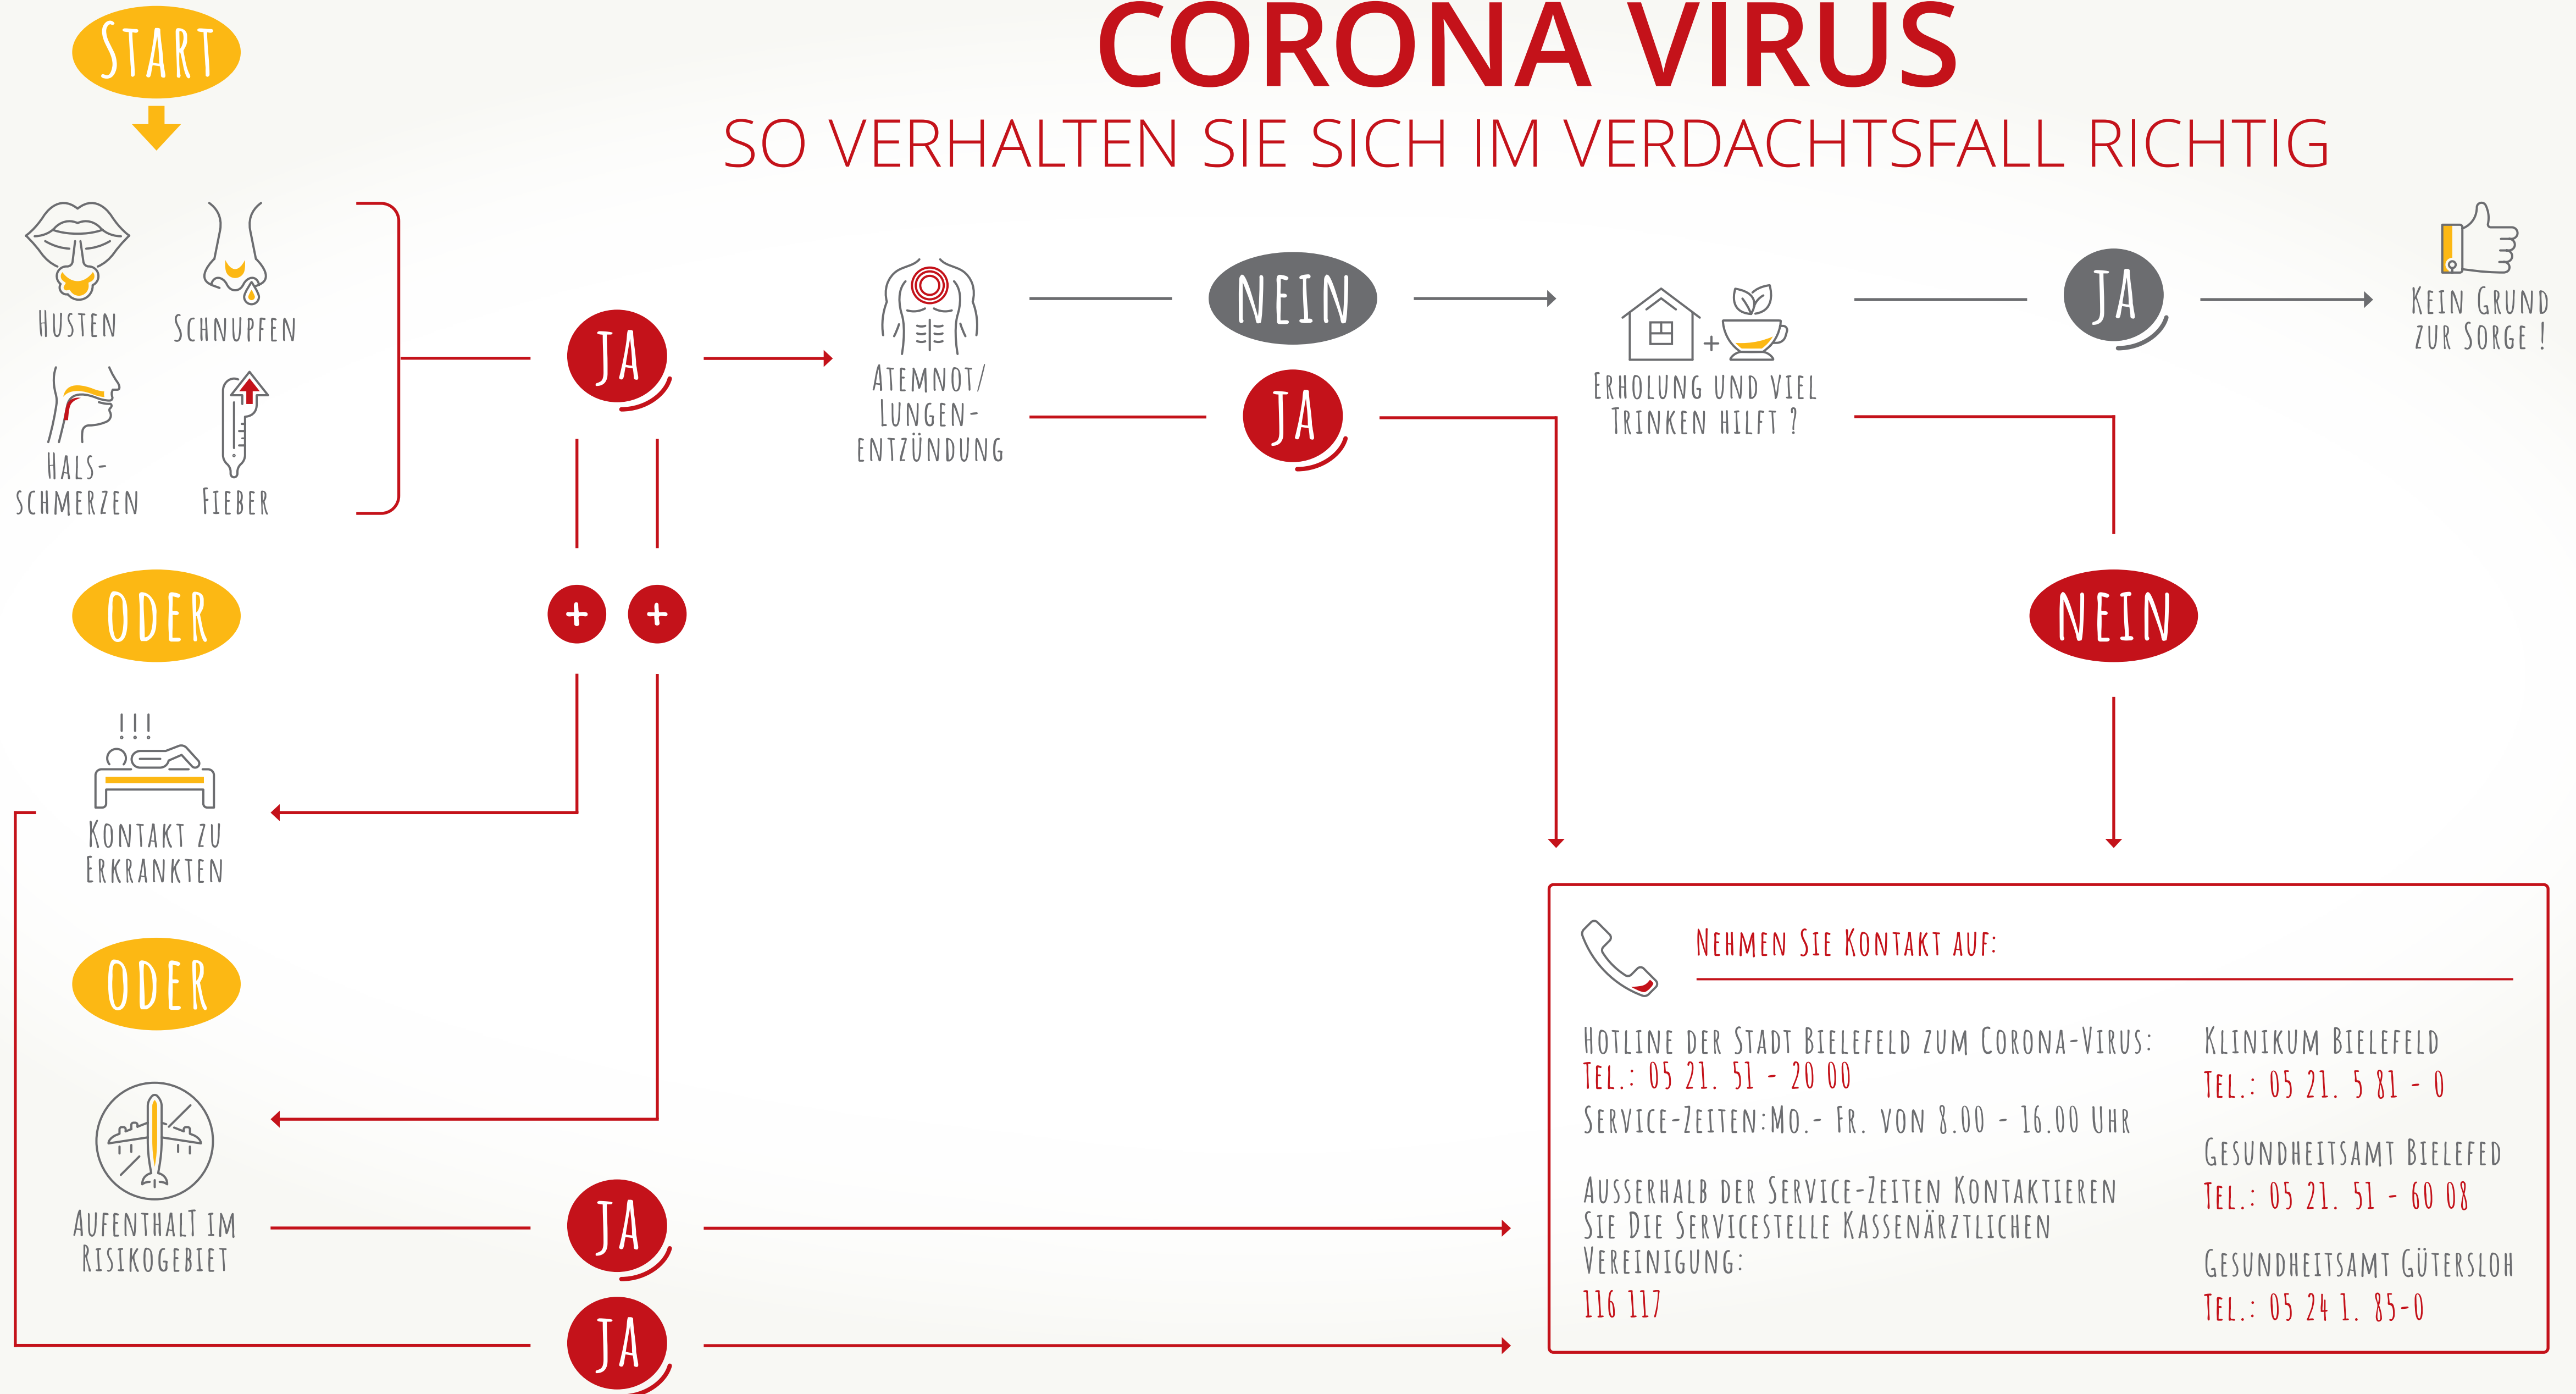 START
CORONA VIRUS
SO VERHALTEN SIE SICH IM VERDACHTSFALL RICHTIG
HUSTEN
SCHNUPFEN
HALS-
SCHMERZEN
FIEBER
JA
ATEMNOT/
LUNGEN-
ENTZÜNDUNG
NEIN
JA
ERHOLUNG UND VIEL
TRINKEN HILFT ?
JA
KEIN GRUND
ZUR SORGE !
NEIN
ODER
+
+
!!!
KONTAKT ZU
ERKRANKTEN
ODER
AUFENTHALT IM
RISIKOGEBIET
JA
JA
NEHMEN SIE KONTAKT AUF:
HOTLINE DER STADT BIELEFELD ZUM CORONA-VIRUS:
TEL.: 05 21. 51 - 20 00
SERVICE-ZEITEN:MO.- FR. VON 8.00 - 16.00 UHR
AUSSERHALB DER SERVICE-ZEITEN KONTAKTIEREN
SIE DIE SERVICESTELLE KASSENÄRZTLICHEN
VEREINIGUNG:
116 117
KLINIKUM BIELEFELD
TEL.: 05 21. 5 81 - 0
GESUNDHEITSAMT BIELEFED
TEL.: 05 21. 51 - 60 08
GESUNDHEITSAMT GÜTERSLOH
TEL.: 05 24 1. 85-0